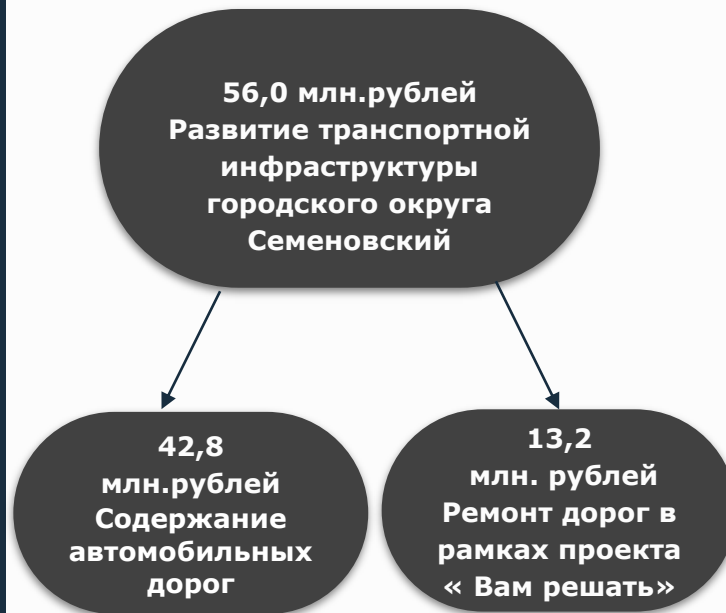 56,0 млн.рублей
Развитие транспортной
инфраструктуры
городского округа
Семеновский
42,8
млн.рублей
Содержание
автомобильных
дорог
13,2
млн. рублей
Ремонт дорог в
рамках проекта
« Вам решать»